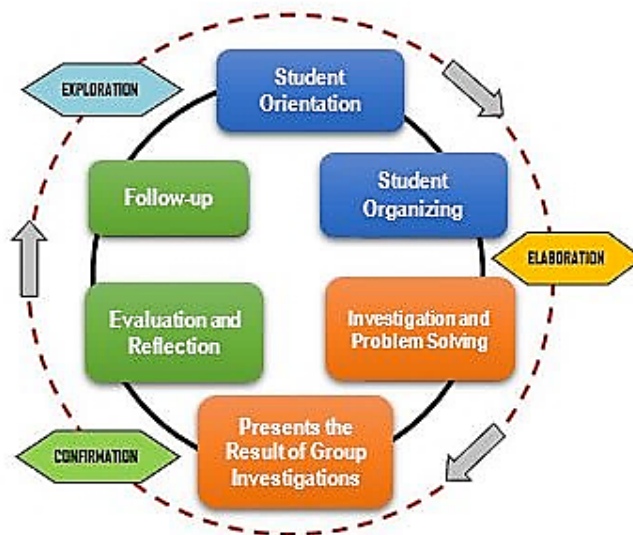 EXPLORATION
Student
Orientation
Student
Organizing
ELABORATION
Investigation and
Problem Solving
Presents the
Result of Group
Investigations
CONFIRMATION
Evaluation and
Reflection
Follow-up